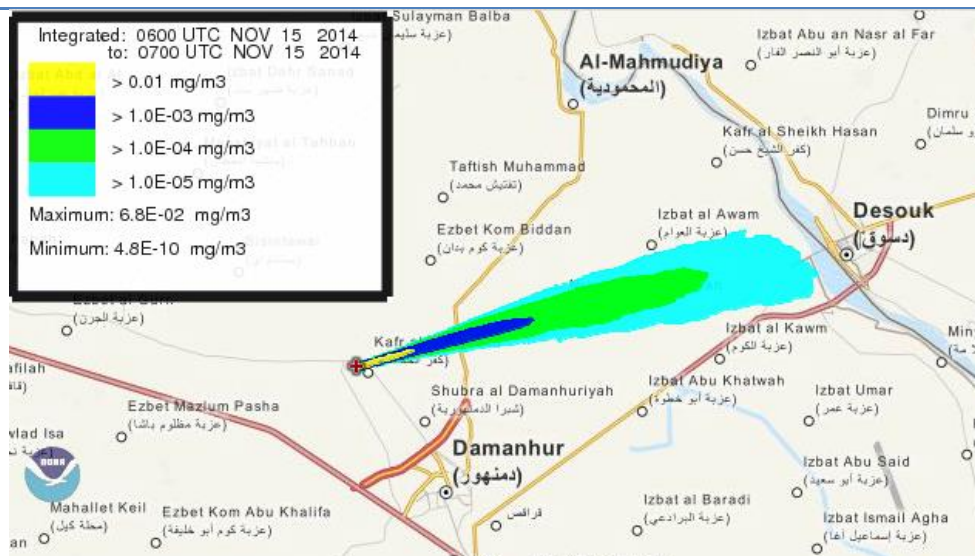 Integrated: 0600 UTC NOV 15 2014
to: 0700 UTC NOV 15 2014
> 0.01 mg/m3
> 1.0E-03 mg/m3
> 1.0E-04 mg/m3
> 1.0E-05 mg/m3
Maximum: 6.8E-02 mg/m3
Minimum: 4.8E-10 mg/m3
Sulayman Balba
Izbat Abu an Nasr al Far
(عزبة أبو النصر الفار)
Al-Mahmudiya
(المحمودية)
Dimru
Kafr al Sheikh Hasan
(كفر الشيخ حسن)
Taftish Muhammad
(تفتيش محمد)
Izbat al Awam
(عزبة العوام)
Desouk
(دسوق)
Ezbet Kom Biddan
(عزبة كوم بدان)
(عزبة الجرن)
Kafr al
Izbat al Kawm
(عزبة الكوم)
Shubra al Damanhuriyah
(شبرا الدمنهورية)
Izbat Abu Khatwah
(عزبة أبو خطوة)
Izbat Umar
(عزبة عمر)
Ezbet Mazlum Pasha
(عزبة مظلوم باشا)
Damanhur
(دمنهور)
NOAA
Izbat Abu Said
(عزبة أبو سعيد)
Mahallet Keil
(محلة كيل)
Ezbet Kom Abu Khalifa
(عزبة كوم أبو خليفة)
قراقص
Izbat al Baradi
(عزبة البرادعي)
Izbat Ismail Agha
(عزبة إسماعيل أغا)